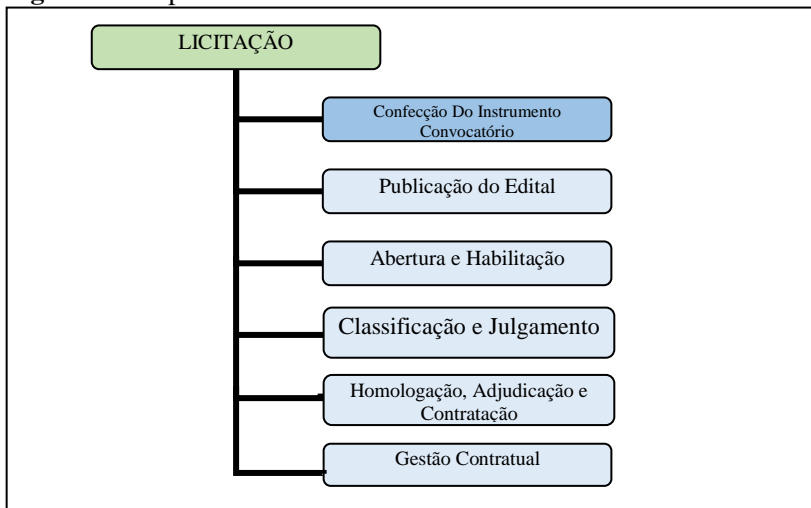 LICITAÇÃO
Confecção Do Instrumento
Convocatório
Publicação do Edital
Abertura e Habilitação
Classificação e Julgamento
Homologação, Adjudicação e
Contratação
Gestão Contratual